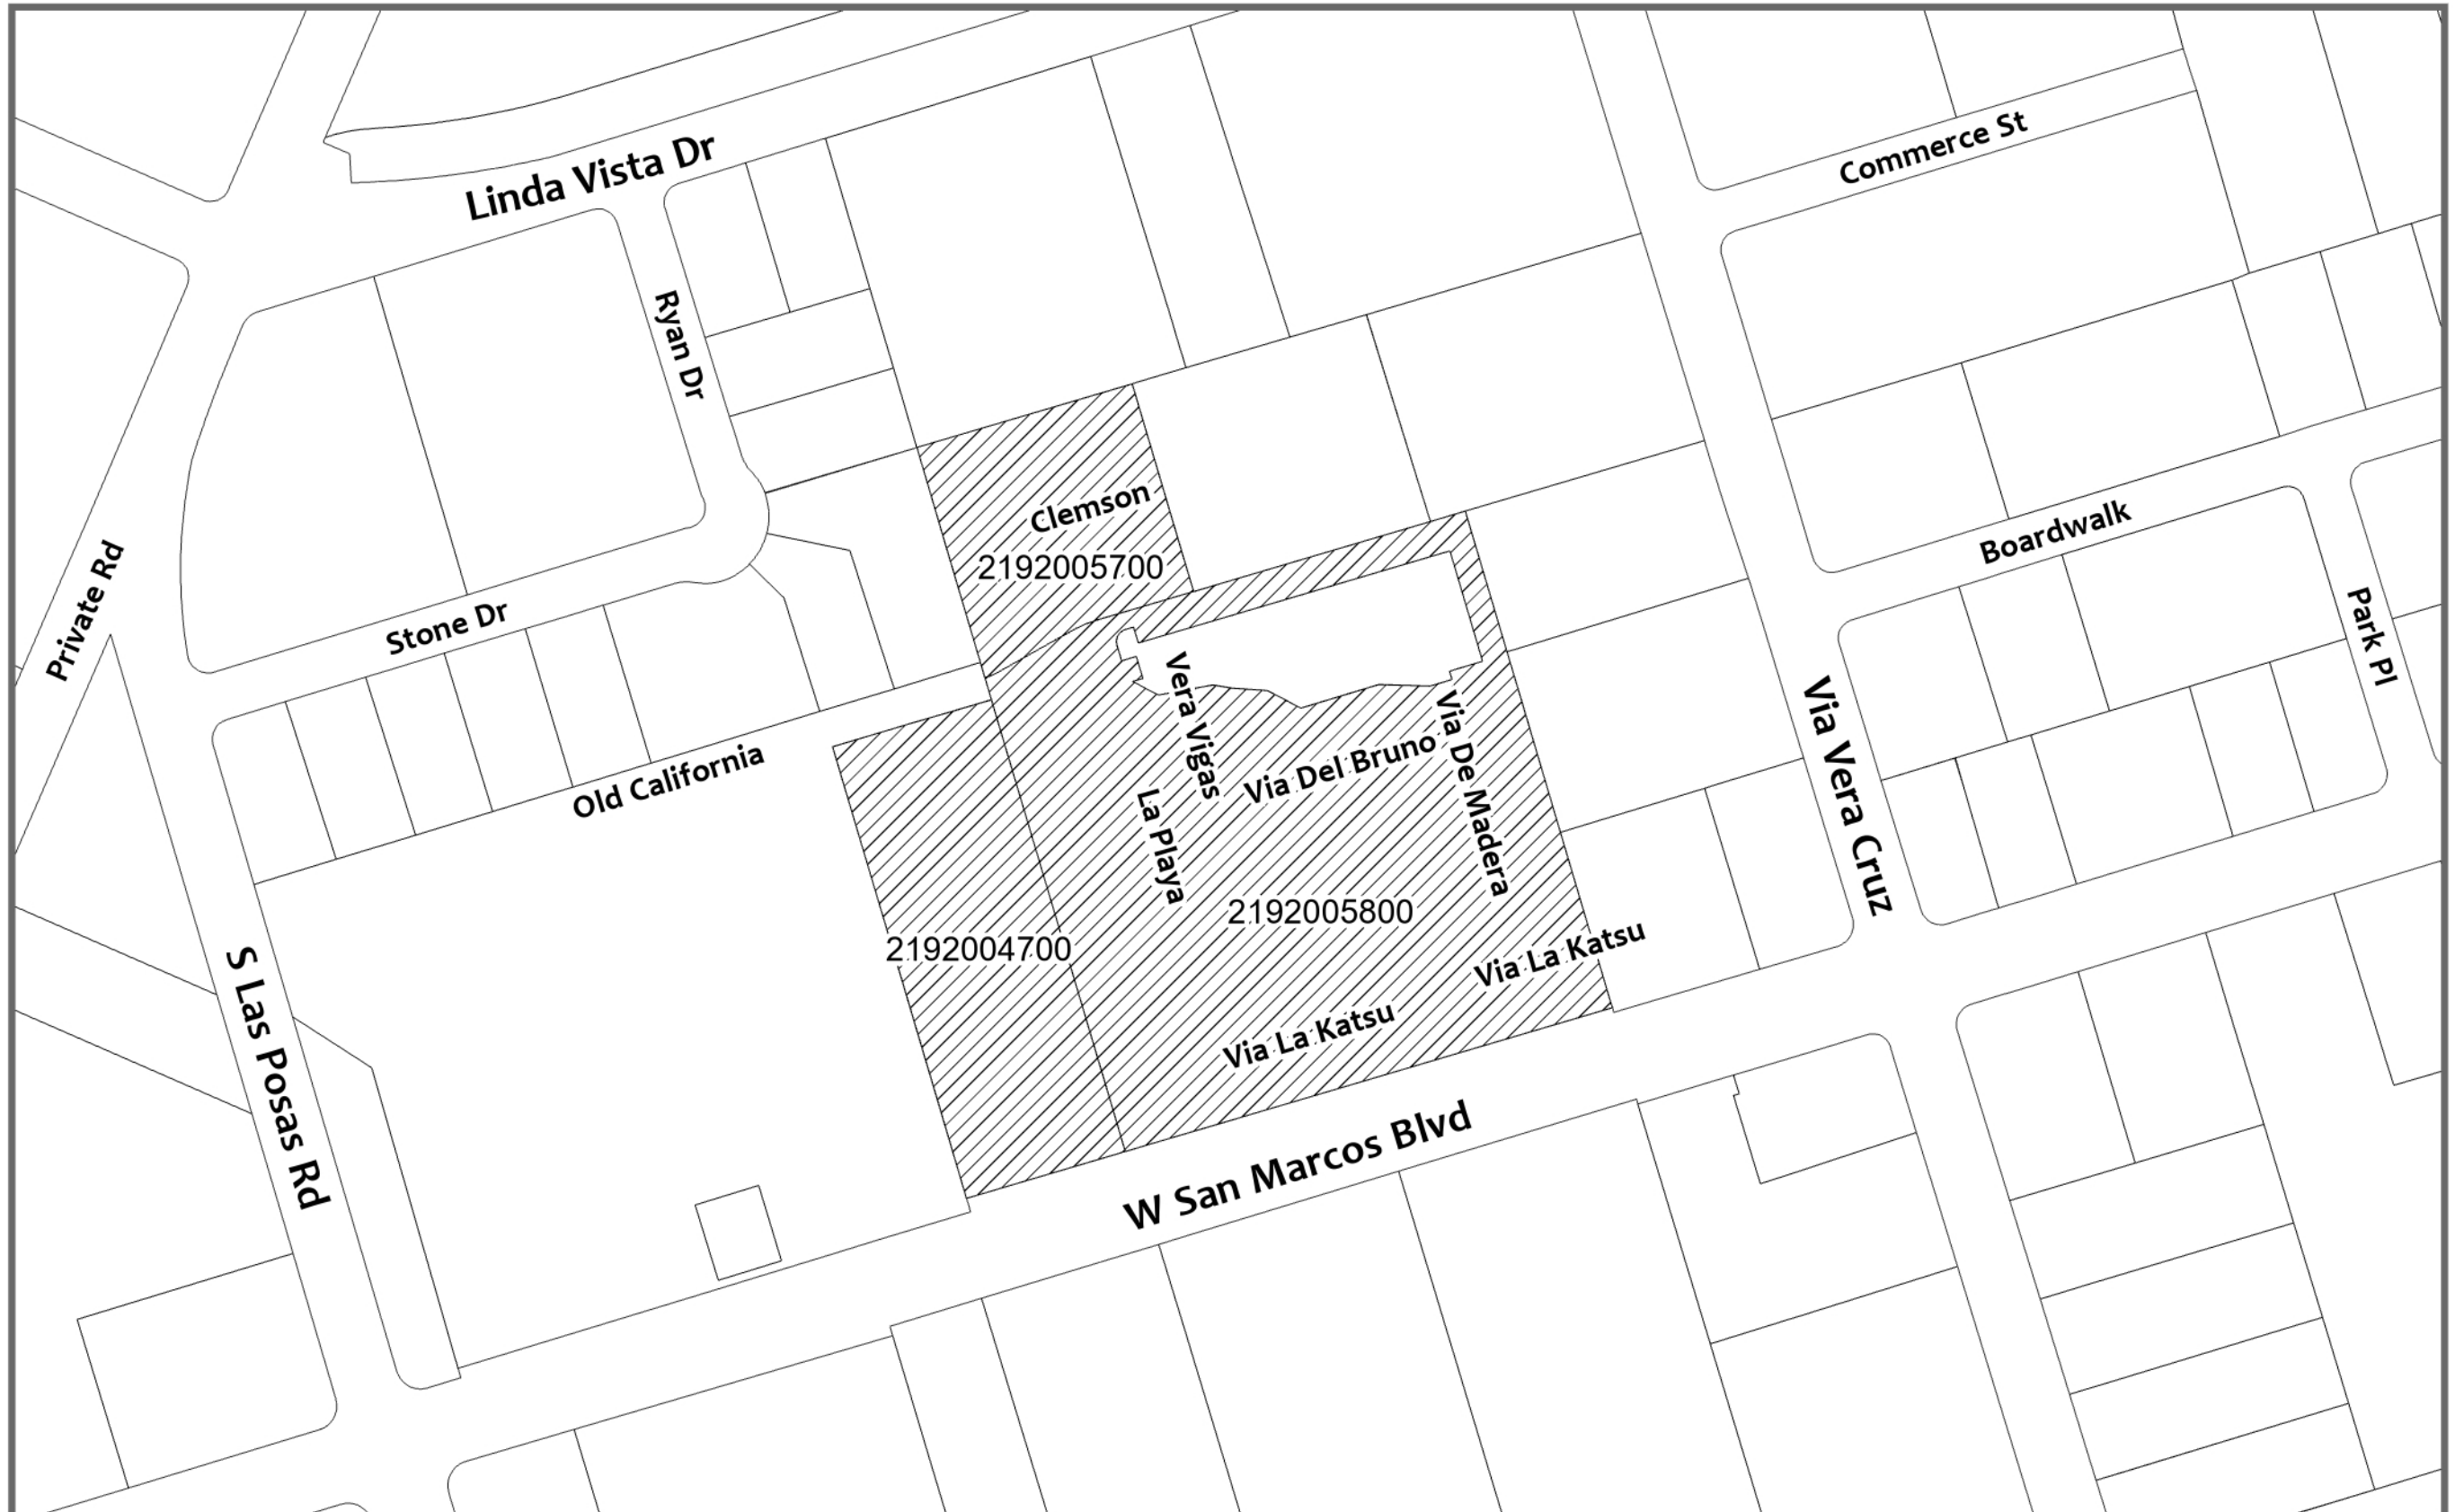 Commerce St
Linda Vista Dr
Ryan Dr
Clemson
Boardwalk
2192005700
Private Rd
Stone Dr
Park Pl
Vera Vigas
Via De Madera
Via Vera Cruz
Old California
Via Del Bruno
La Playa
2192005800
2192004700
Via La Katsu
S Las Posas Rd
Via La Katsu
W San Marcos Blvd